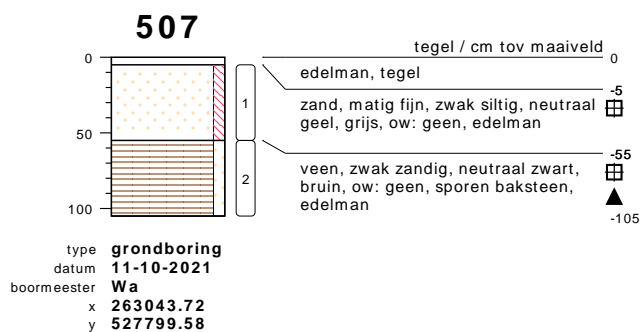 507
tegel / cm tov maaiveld
0
0
edelman, tegel
-5
zand, matig fijn, zwak siltig, neutraal
geel, grijs, ow: geen, edelman
1
50
-55
veen, zwak zandig, neutraal zwart,
bruin, ow: geen, sporen baksteen,
edelman
2
100
-105
type grondboring
datum 11-10-2021
boormeester Wa
x 263043.72
y 527799.58